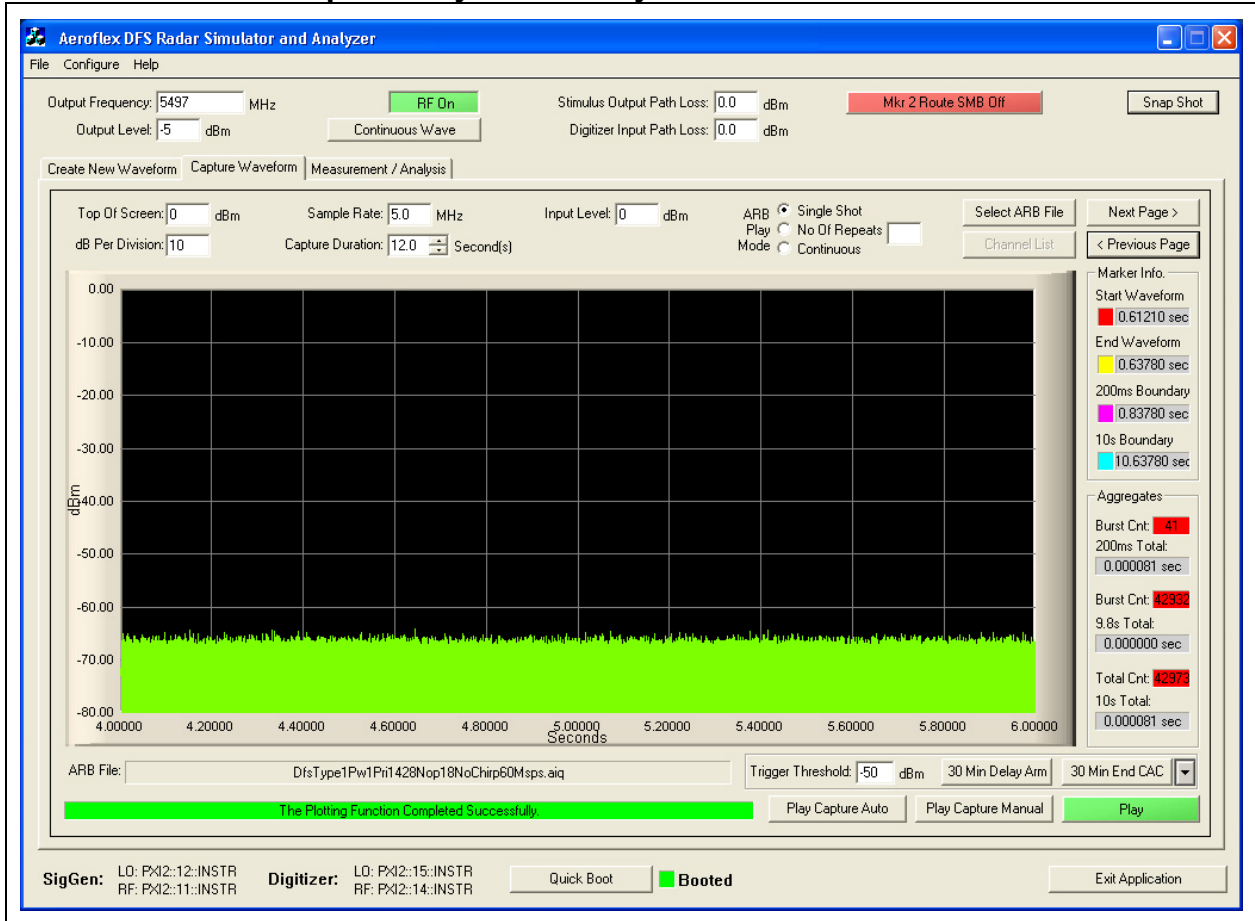 Aeroflex DFS Radar Simulator and Analyzer
File Configure Help
Output Frequency: 5497 MHz
RF On
Stimulus Output Path Loss: 0.0 dBm
Mkr 2 Route SMB Off
Snap Shot
Output Level: -5 dBm
Continuous Wave
Digitizer Input Path Loss: 0.0 dBm
Create New Waveform Capture Waveform Measurement / Analysis
Top Of Screen: 0 dBm
Sample Rate: 5.0 MHz
Input Level: 0 dBm
ARB Play Mode
Single Shot
No Of Repeats
Continuous
Select ARB File
Next Page >
dB Per Division: 10
Capture Duration: 12.0 Second(s)
Channel List
< Previous Page
0.00
-10.00
-20.00
-30.00
-40.00
-50.00
-60.00
-70.00
-80.00
dBm
4.00000 4.20000 4.40000 4.60000 4.80000 5.00000 5.20000 5.40000 5.60000 5.80000 6.00000
Seconds
Marker Info.
Start Waveform
0.61210 sec
End Waveform
0.63780 sec
200ms Boundary
0.83780 sec
10s Boundary
10.63780 sec
Aggregates
Burst Cnt: 41
200ms Total:
0.000081 sec
Burst Cnt: 42932
9.8s Total:
0.000000 sec
Total Cnt: 42973
10s Total:
0.000081 sec
ARB File: DfsType1Pw1Pri1428Nop18NoChirp60Msps.aiq
Trigger Threshold: -50 dBm
30 Min Delay Arm
30 Min End CAC
The Plotting Function Completed Successfully.
Play Capture Auto
Play Capture Manual
Play
SigGen: LO: PXI2::12::INSTR
RF: PXI2::11::INSTR
Digitizer: LO: PXI2::15::INSTR
RF: PXI2::14::INSTR
Quick Boot
Booted
Exit Application